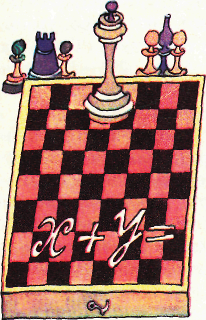 x + y =